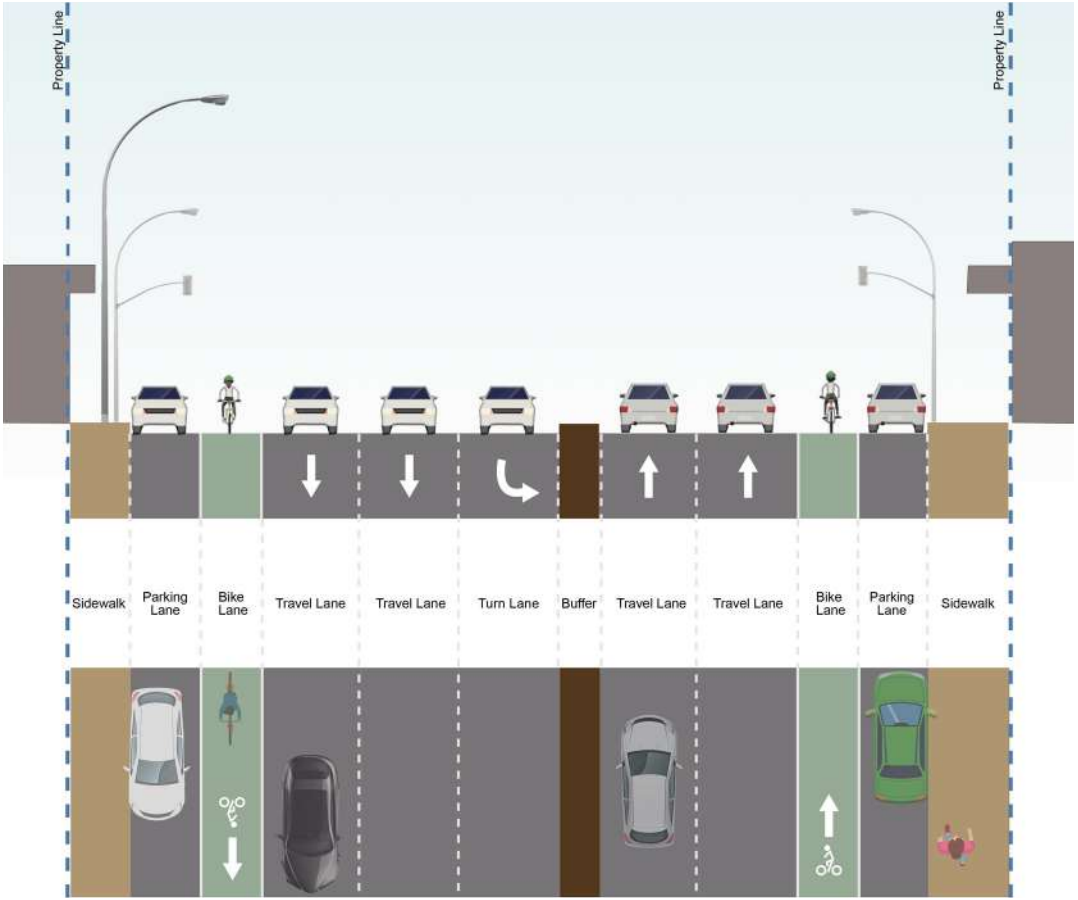 Property Line
Property Line
Sidewalk
Parking
Lane
Bike
Lane
Travel Lane
Travel Lane
Turn Lane
Buffer
Travel Lane
Travel Lane
Bike
Lane
Parking
Lane
Sidewalk